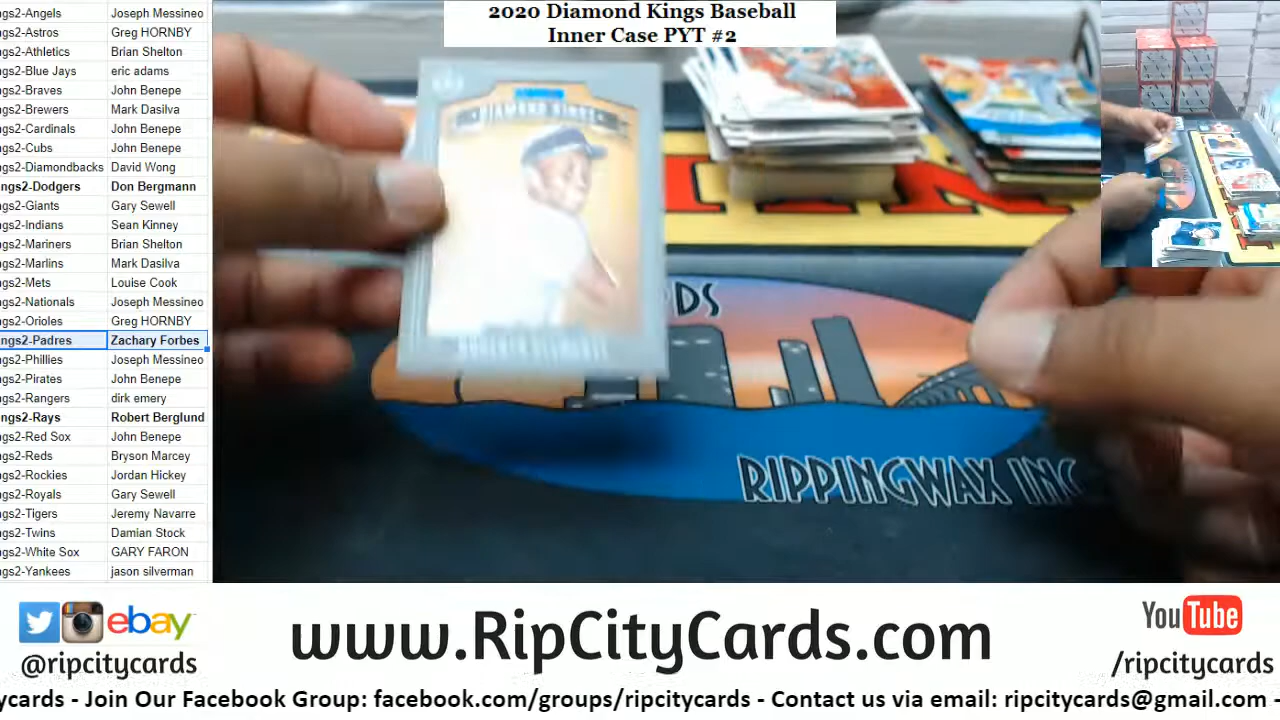 2020 Diamond Kings Baseball
Inner Case PYT #2
ngs2-Angels Joseph Messineo
ngs2-Astros Greg HORNBY
ngs2-Athletics Brian Shelton
ngs2-Blue Jays eric adams
ngs2-Braves John Benepe
ngs2-Brewers Mark Dasilva
ngs2-Cardinals John Benepe
ngs2-Cubs John Benepe
ngs2-Diamondbacks David Wong
ngs2-Dodgers Don Bergmann
ngs2-Giants Gary Sewell
ngs2-Indians Sean Kinney
ngs2-Mariners Brian Shelton
ngs2-Marlins Mark Dasilva
ngs2-Mets Louise Cook
ngs2-Nationals Joseph Messineo
ngs2-Orioles Greg HORNBY
ngs2-Padres Zachary Forbes
ngs2-Phillies Joseph Messineo
ngs2-Pirates John Benepe
ngs2-Rangers dirk emery
ngs2-Rays Robert Berglund
ngs2-Red Sox John Benepe
ngs2-Reds Bryson Marcey
ngs2-Rockies Jordan Hickey
ngs2-Royals Gary Sewell
ngs2-Tigers Jeremy Navarre
ngs2-Twins Damian Stock
ngs2-White Sox GARY FARON
ngs2-Yankees jason silverman
DIAMOND KINGS
RDS
RIPPINGWAX INC
ebay
@ripcitycards
www.RipCityCards.com
YouTube
/ripcitycards
ycards - Join Our Facebook Group: facebook.com/groups/ripcitycards - Contact us via email: ripcitycards@gmail.com -